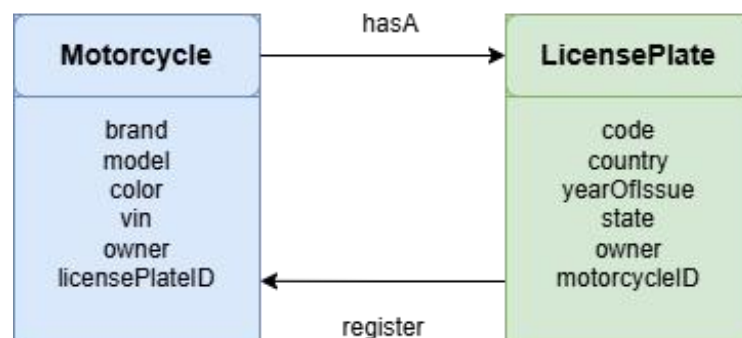 hasA
Motorcycle
LicensePlate
brand
model
color
vin
owner
licensePlateID
code
country
yearOfIssue
state
owner
motorcycleID
register